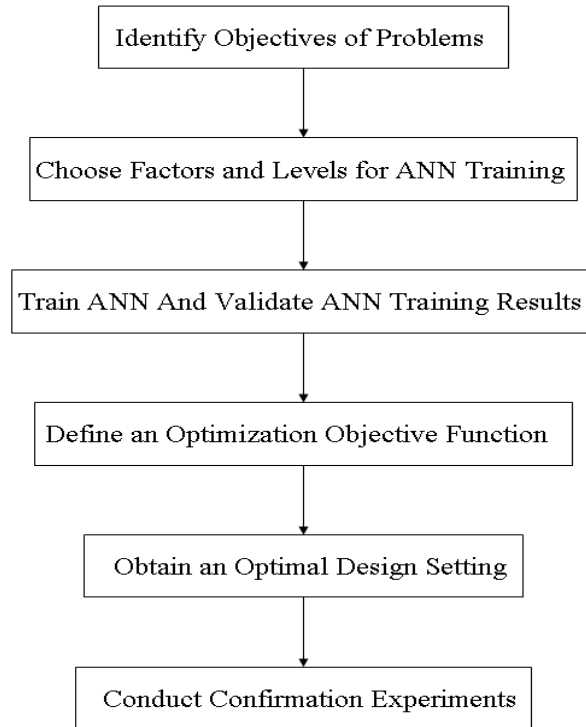 Identify Objectives of Problems
Choose Factors and Levels for ANN Training
Train ANN And Validate ANN Training Results
Define an Optimization Objective Function
Obtain an Optimal Design Setting
Conduct Confirmation Experiments